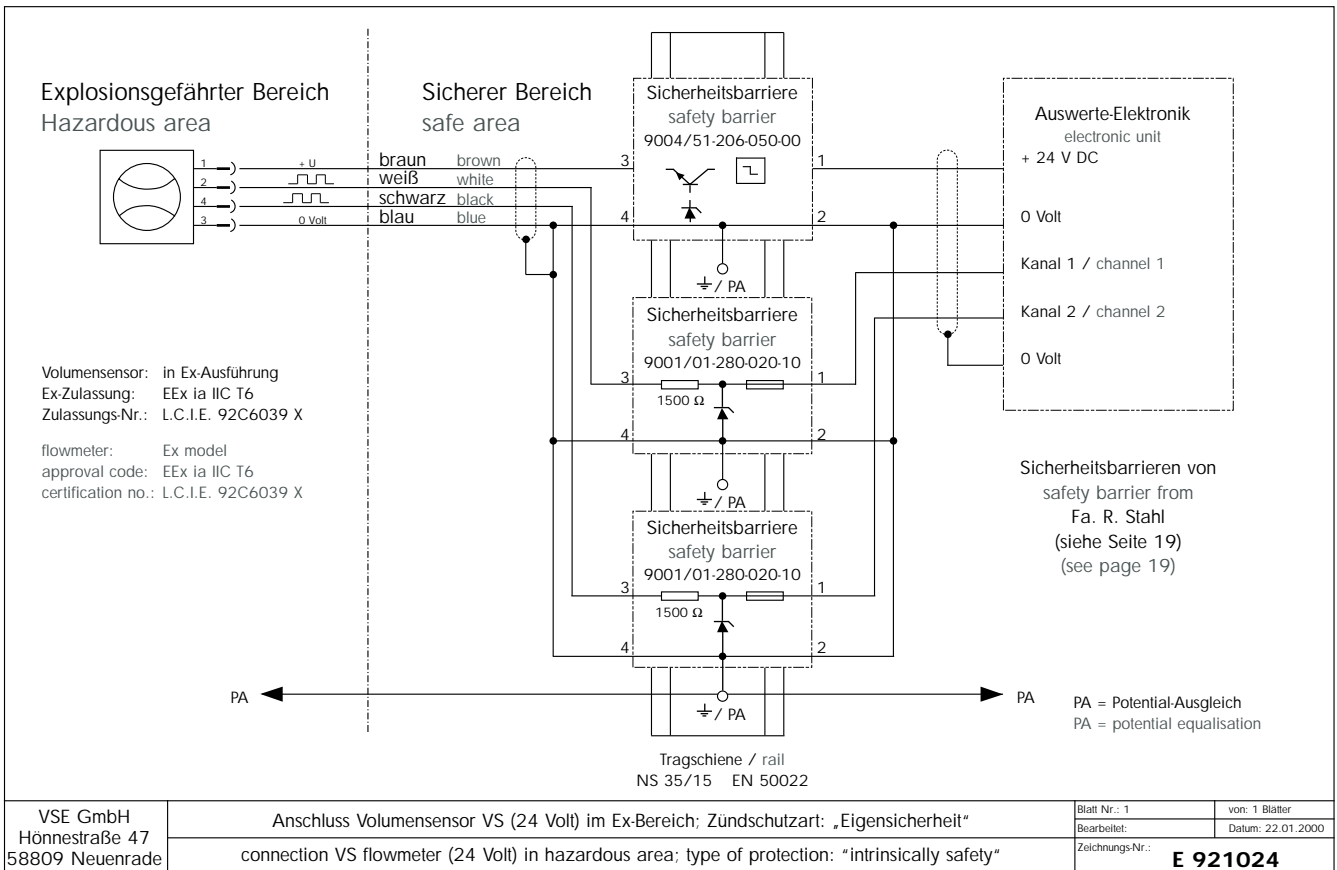 Explosionsgefährter Bereich
Hazardous area
Sicherer Bereich
safe area
1
2
4
3
+ U
0 Volt
braun brown
weiß white
schwarz black
blau blue
Sicherheitsbarriere
safety barrier
9004/51-206-050-00
3
1
4
2
/ PA
Sicherheitsbarriere
safety barrier
9001/01-280-020-10
3
1
1500 Ω
4
2
/ PA
Sicherheitsbarriere
safety barrier
9001/01-280-020-10
3
1
1500 Ω
4
2
/ PA
Auswerte-Elektronik
electronic unit
+ 24 V DC
0 Volt
Kanal 1 / channel 1
Kanal 2 / channel 2
0 Volt
Volumensensor: in Ex-Ausführung
Ex-Zulassung: EEx ia IIC T6
Zulassungs-Nr.: L.C.I.E. 92C6039 X
flowmeter: Ex model
approval code: EEx ia IIC T6
certification no.: L.C.I.E. 92C6039 X
Sicherheitsbarrieren von
safety barrier from
Fa. R. Stahl
(siehe Seite 19)
(see page 19)
PA
PA
PA = Potential-Ausgleich
PA = potential equalisation
Tragschiene / rail
NS 35/15 EN 50022
VSE GmbH
Hönnestraße 47
58809 Neuenrade
Anschluss Volumensensor VS (24 Volt) im Ex-Bereich; Zündschutzart: „Eigensicherheit“
connection VS flowmeter (24 Volt) in hazardous area; type of protection: “intrinsically safety“
Blatt Nr.: 1
von: 1 Blätter
Bearbeitet:
Datum: 22.01.2000
Zeichnungs-Nr.:
E 921024